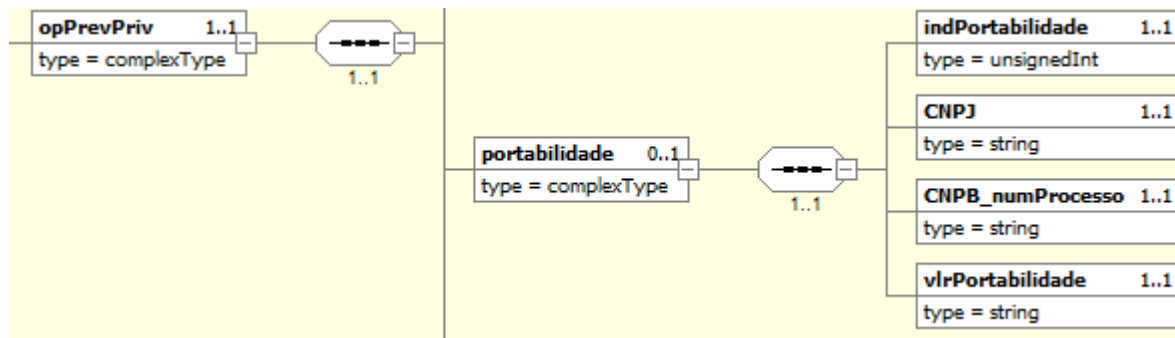 opPrevPriv 1..1
type = complexType
1..1
portabilidade 0..1
type = complexType
1..1
indPortabilidade 1..1
type = unsignedInt
CNPJ 1..1
type = string
CNPB_numProcesso 1..1
type = string
vlrPortabilidade 1..1
type = string